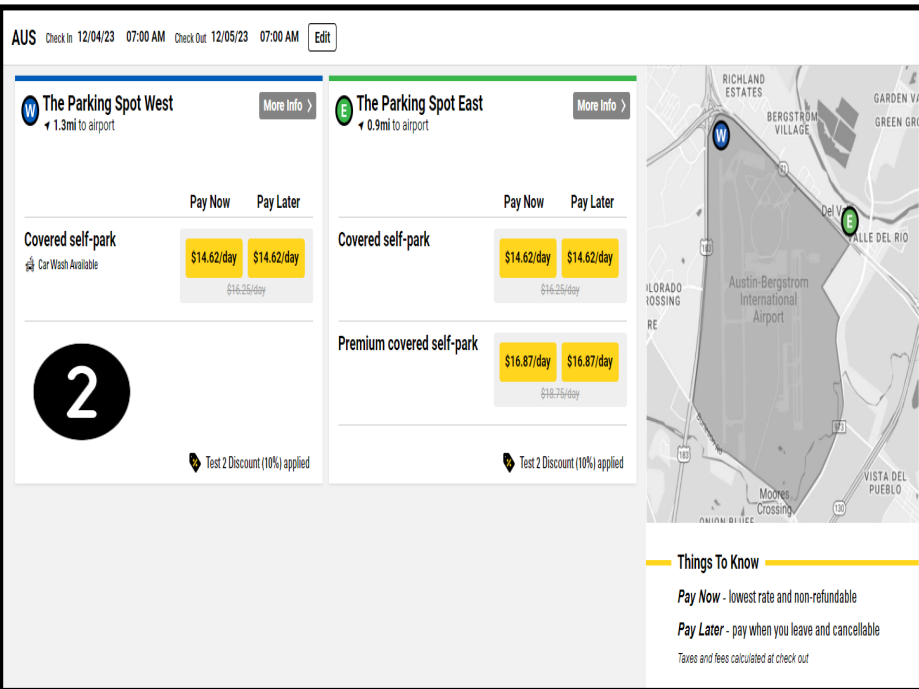 AUS Check In 12/04/23 07:00 AM Check Out 12/05/23 07:00 AM Edit
W The Parking Spot West More Info >
1.3mi to airport
Pay Now Pay Later
Covered self-park
Car Wash Available
$14.62/day $14.62/day
$16.25/day
2
Test 2 Discount (10%) applied
E The Parking Spot East More Info >
0.9mi to airport
Pay Now Pay Later
Covered self-park
$14.62/day $14.62/day
$16.25/day
Premium covered self-park
$16.87/day $16.87/day
$18.75/day
Test 2 Discount (10%) applied
RICHLAND
ESTATES
GARDEN VA
BERGSTROM
VILLAGE
GREEN GRO
W
71
Del Va
E
VALLE DEL RIO
183
OLORADO
ROSSING
RE
Austin-Bergstrom
International
Airport
973
183
VISTA DEL
PUEBLO
Moores
Crossing
130
ONION BLUFF
Things To Know
Pay Now - lowest rate and non-refundable
Pay Later - pay when you leave and cancellable
Taxes and fees calculated at check out